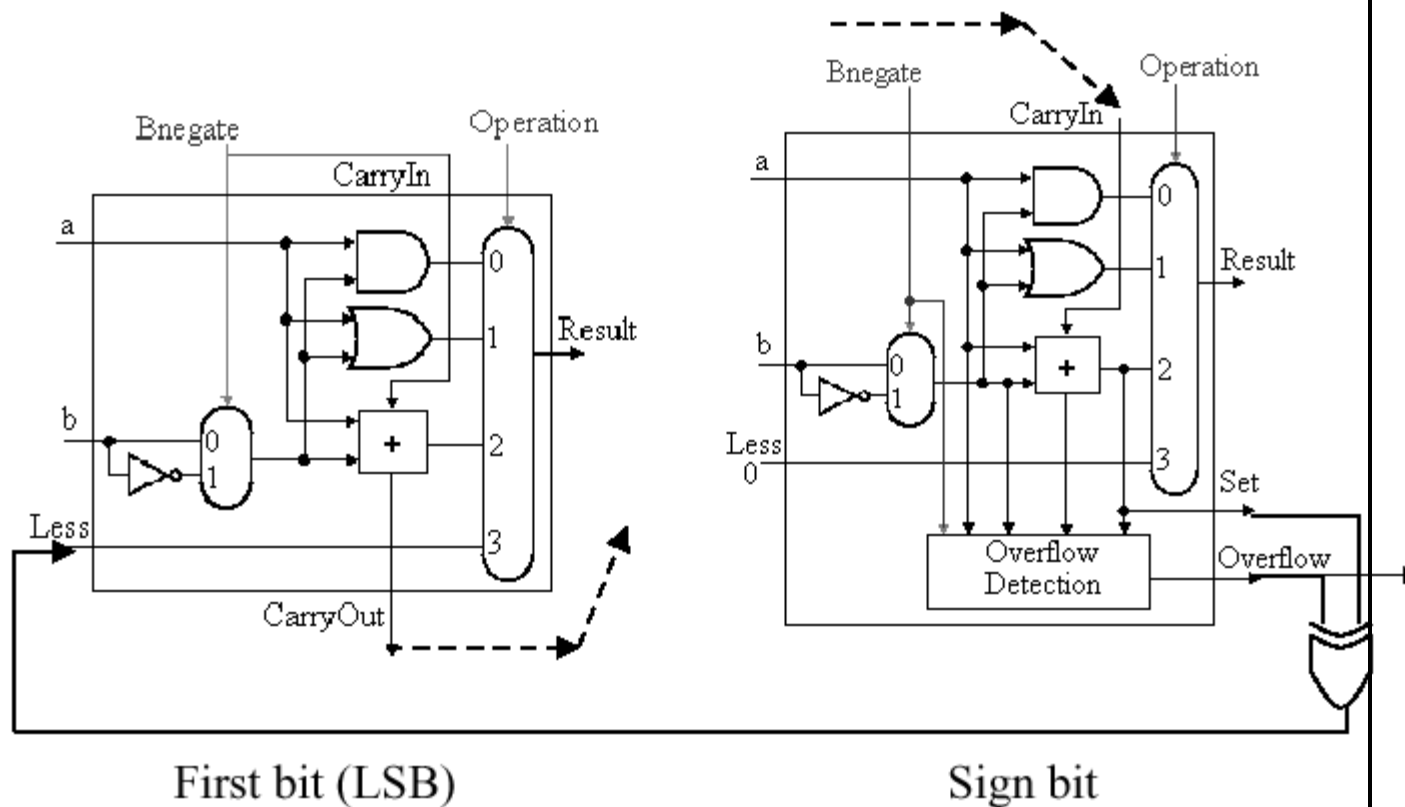 Bnegate
Operation
CarryIn
a
0
1
Result
b
0
1
+
2
Less
3
CarryOut
First bit (LSB)
Bnegate
Operation
CarryIn
a
0
1
Result
b
0
1
+
2
Less
0
3
Set
Overflow
Detection
Overflow
Sign bit